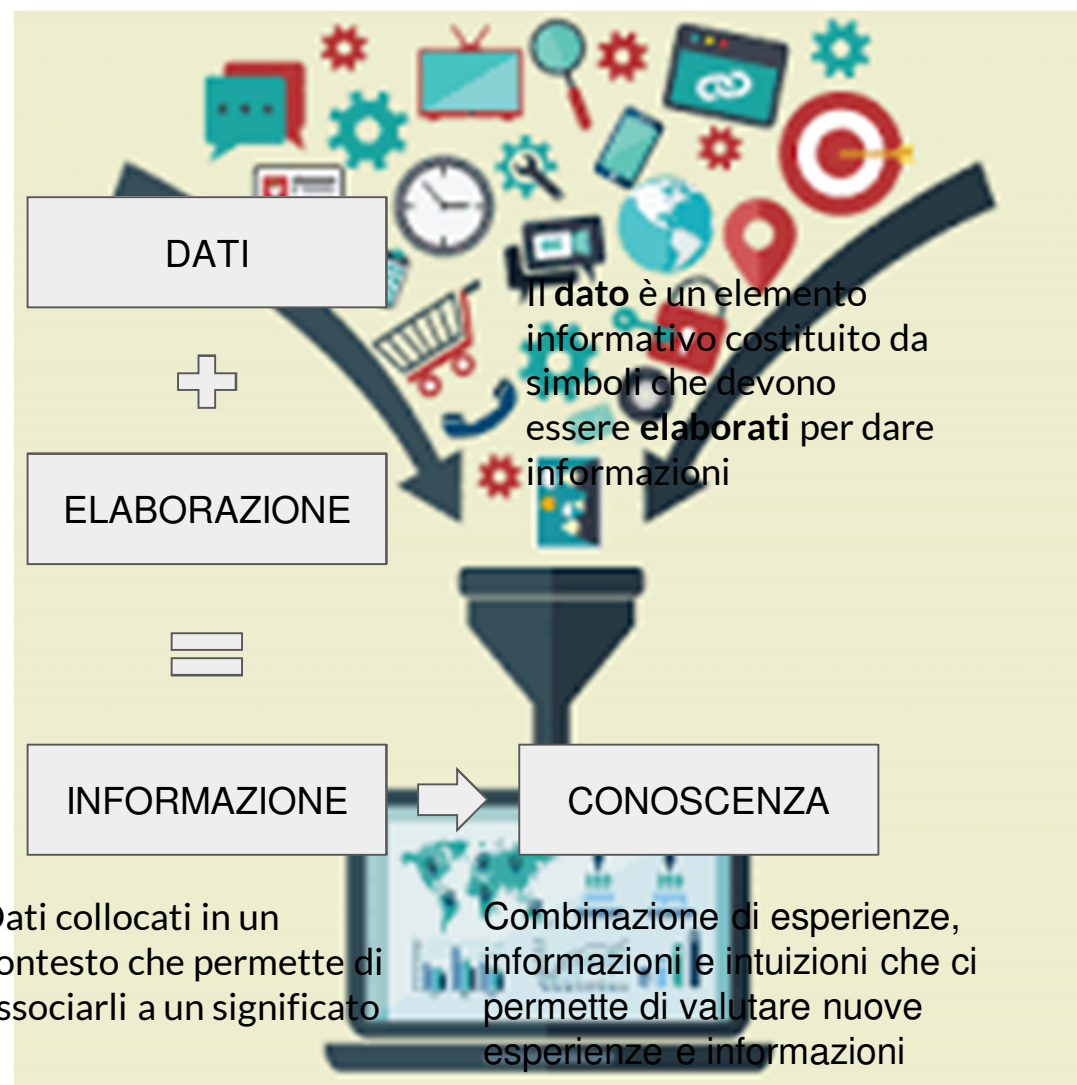 DATI
Il dato è un elemento
informativo costituito da
simboli che devono
essere elaborati per dare
informazioni
ELABORAZIONE
INFORMAZIONE
CONOSCENZA
Dati collocati in un
ontesto che permette di
ssociarli a un significato
Combinazione di esperienze,
informazioni e intuizioni che ci
permette di valutare nuove
esperienze e informazioni